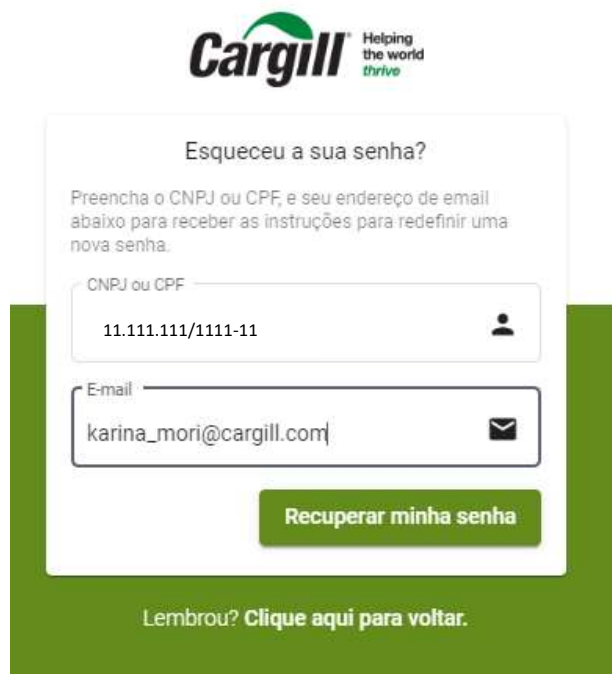 Cargill
Helping
the world
thrive
Esqueceu a sua senha?
Preencha o CNPJ ou CPF, e seu endereço de email
abaixo para receber as instruções para redefinir uma
nova senha.
CNPJ ou CPF
11.111.111/1111-11
E-mail
karina_mori@cargill.com
Recuperar minha senha
Lembrou? Clique aqui para voltar.